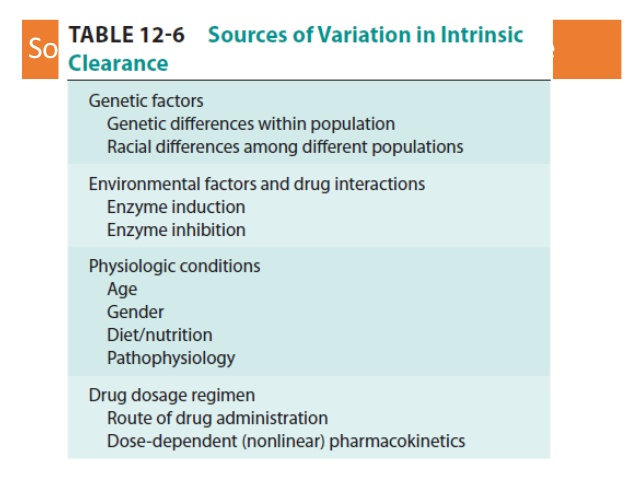 So
TABLE 12-6 Sources of Variation in Intrinsic
Clearance
Genetic factors
Genetic differences within population
Racial differences among different populations
Environmental factors and drug interactions
Enzyme induction
Enzyme inhibition
Physiologic conditions
Age
Gender
Diet/nutrition
Pathophysiology
Drug dosage regimen
Route of drug administration
Dose-dependent (nonlinear) pharmacokinetics